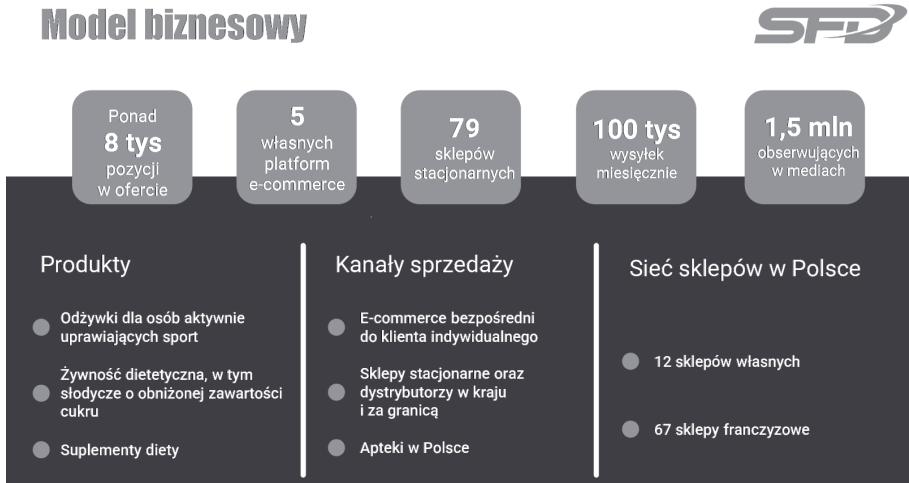 Model biznesowy
SFD
Ponad
8 tys
pozycji
w ofercie
5
własnych
platform
e-commerce
79
sklepów
stacjonarnych
100 tys
wysyłek
miesięcznie
1,5 mln
obserwujących
w mediach
Produkty
Odżywki dla osób aktywnie
uprawiających sport
Żywność dietetyczna, w tym
słodycze o obniżonej zawartości
cukru
Suplementy diety
Kanały sprzedaży
E-commerce bezpośredni
do klienta indywidualnego
Sklepy stacjonarne oraz
dystrybutorzy w kraju
i za granicą
Apteki w Polsce
Sieć sklepów w Polsce
12 sklepów własnych
67 sklepy franczyzowe